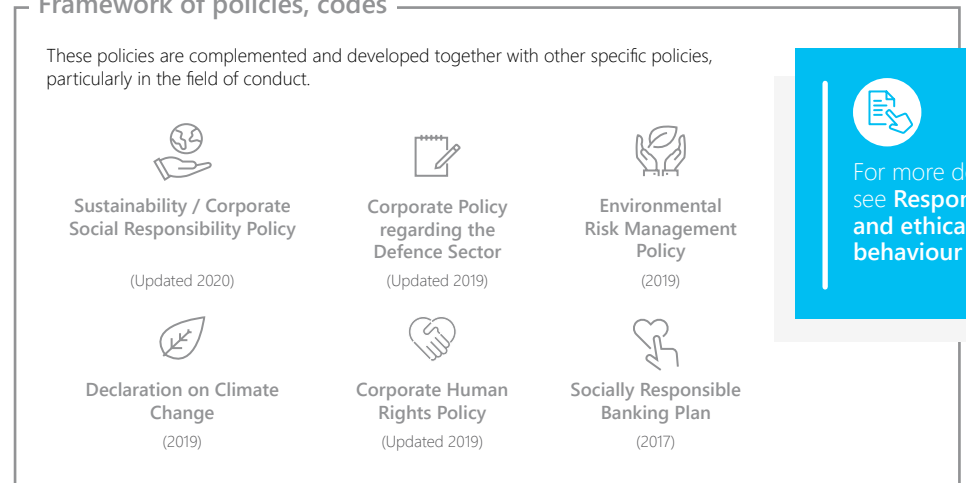 Framework of policies, codes
These policies are complemented and developed together with other specific policies,
particularly in the field of conduct.
Sustainability / Corporate
Social Responsibility Policy
(Updated 2020)
Corporate Policy
regarding the
Defence Sector
(Updated 2019)
Environmental
Risk Management
Policy
(2019)
Declaration on Climate
Change
(2019)
Corporate Human
Rights Policy
(Updated 2019)
Socially Responsible
Banking Plan
(2017)
For more
see
and
behaviour